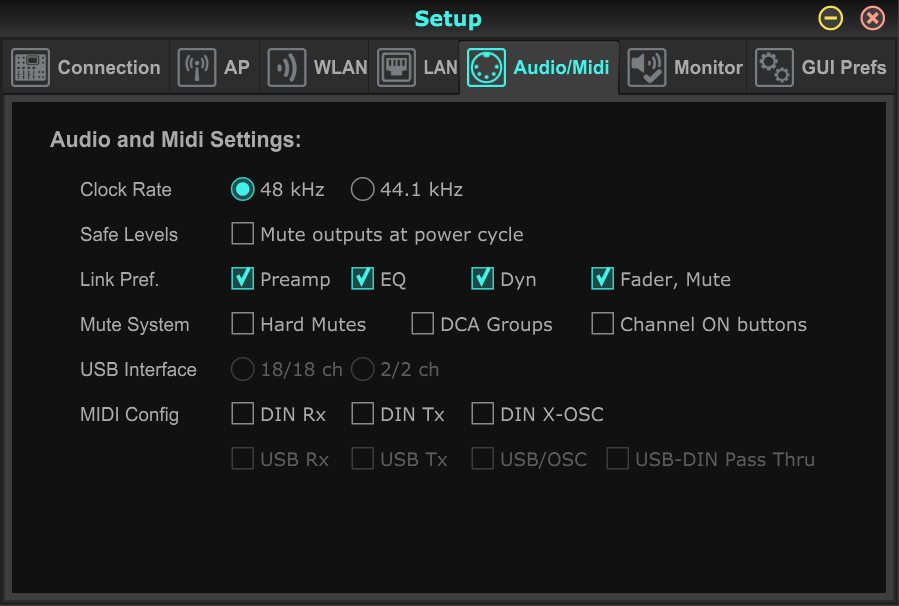 Setup
Connection AP WLAN LAN Audio/Midi Monitor GUI Prefs
Audio and Midi Settings:
Clock Rate 48 kHz 44.1 kHz
Safe Levels Mute outputs at power cycle
Link Pref. Preamp EQ Dyn Fader, Mute
Mute System Hard Mutes DCA Groups Channel ON buttons
USB Interface 18/18 ch 2/2 ch
MIDI Config DIN Rx DIN Tx DIN X-OSC
USB Rx USB Tx USB/OSC USB-DIN Pass Thru